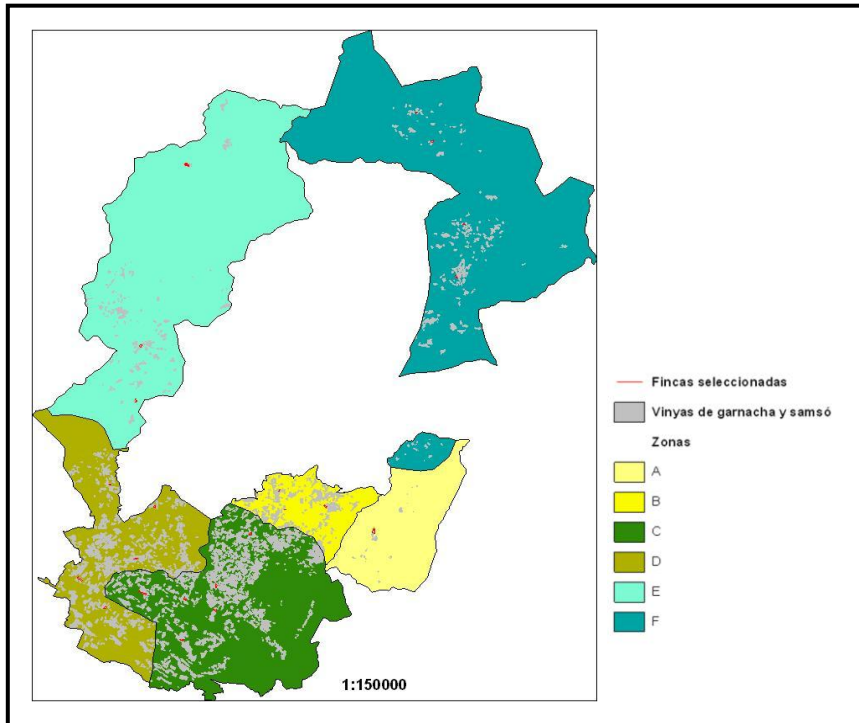 Fincas seleccionadas
Vinyas de garnacha y samsó
Zonas
A
B
C
D
E
F
1:150000